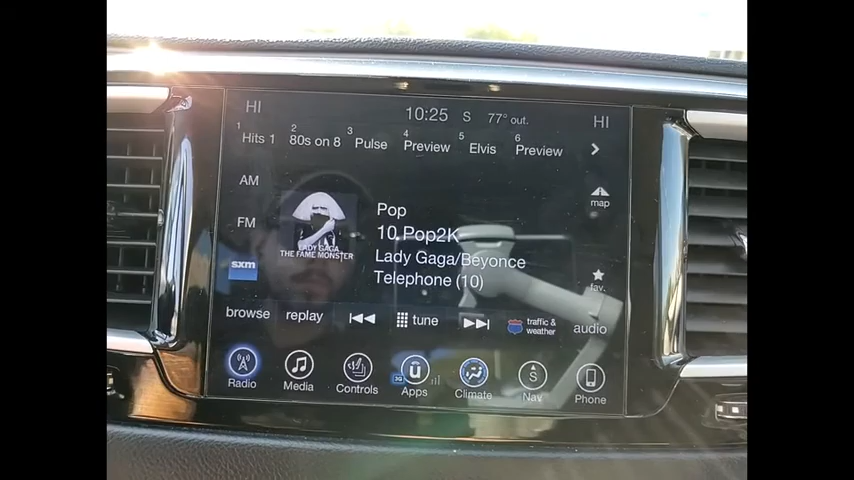 HI 10:25 S 77° out. HI
1 Hits 1 2 80s on 8 3 Pulse 4 Preview 5 Elvis 6 Preview
AM
FM
sxm
map
fav.
LADY GAGA
THE FAME MONSTER
Pop
10 Pop2K
Lady Gaga/Beyonce
Telephone (10)
browse replay tune traffic & weather audio
Radio Media Controls Apps Climate Nav Phone
3G
S